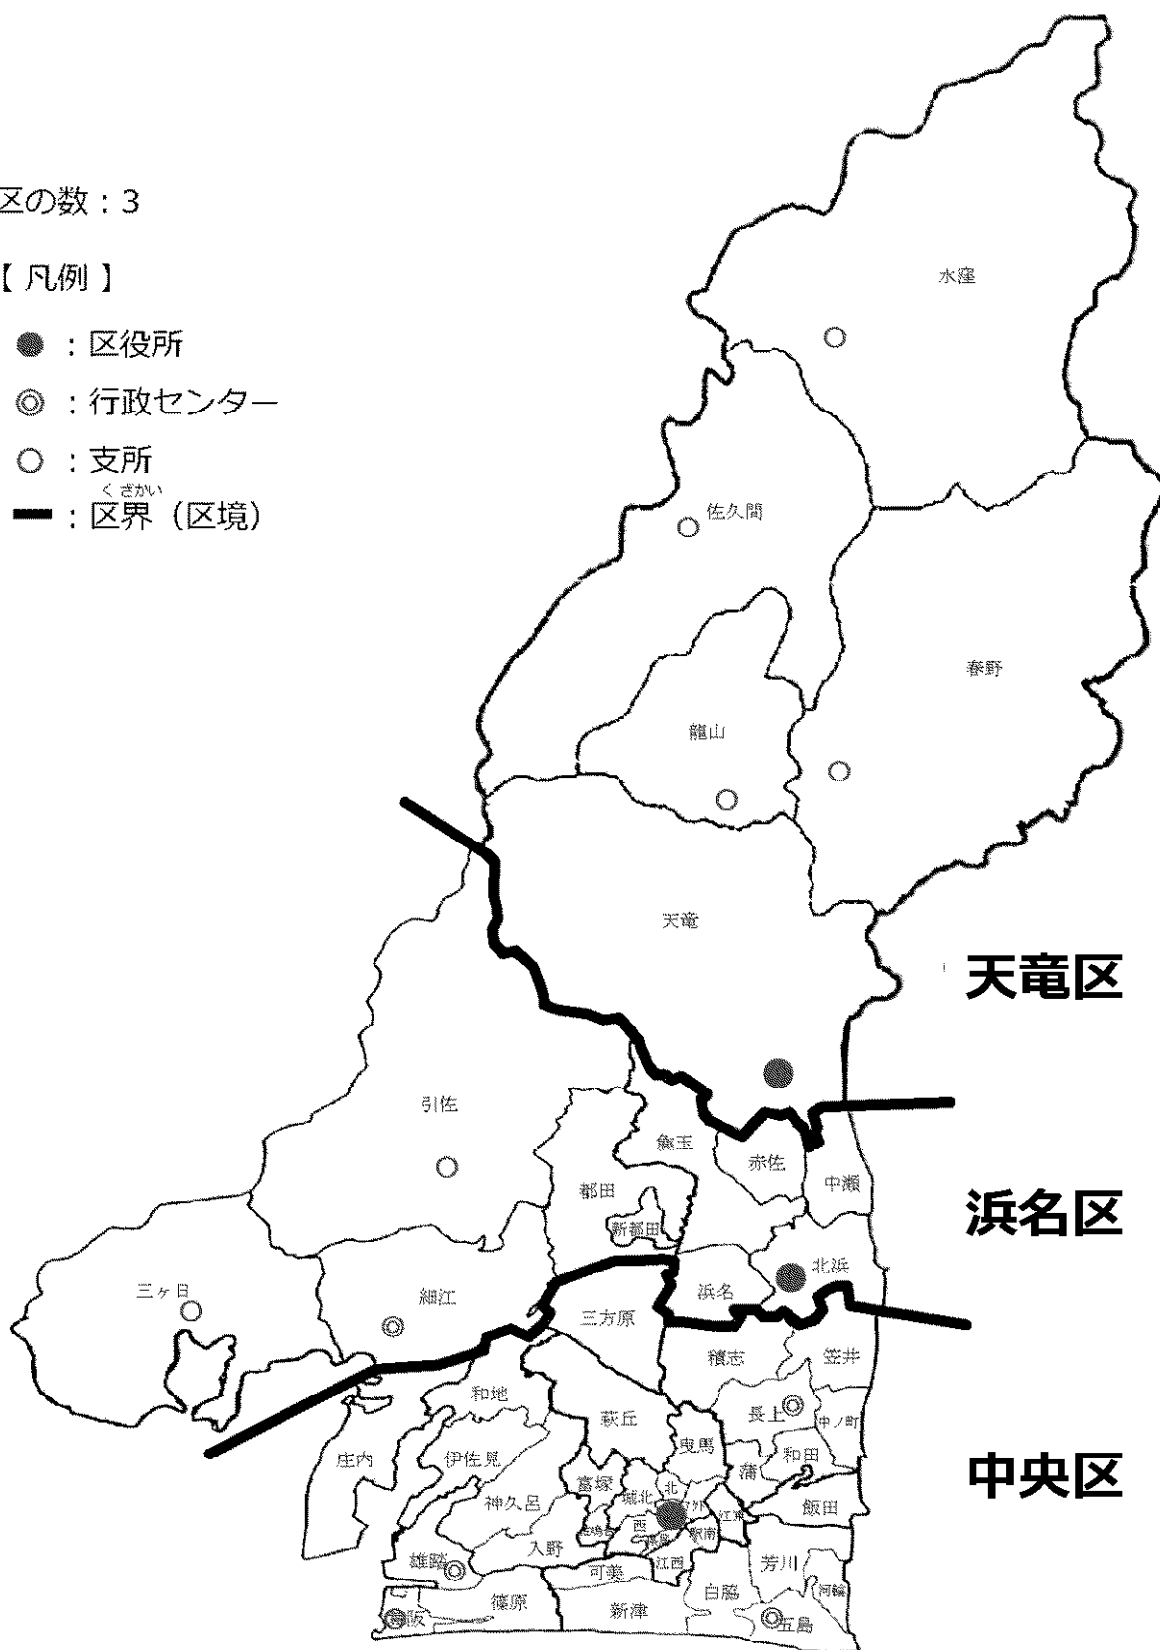 区の数：3
【 凡例 】
：区役所
：行政センター
：支所
くざかい
：区界（区境）
水窪
佐久間
春野
龍山
天竜
天竜区
引佐
麁玉
赤佐
中瀬
都田
新都田
浜名区
北浜
三ヶ日
細江
浜名
三方原
積志
笠井
和地
萩丘
長上
中ノ町
曳馬
庄内
伊佐見
富塚
蒲
和田
中央区
城北
北
神久呂
飯田
西
江東
駅南
入野
雄踏
可美
江西
芳川
篠原
白脇
河輪
新津
五島